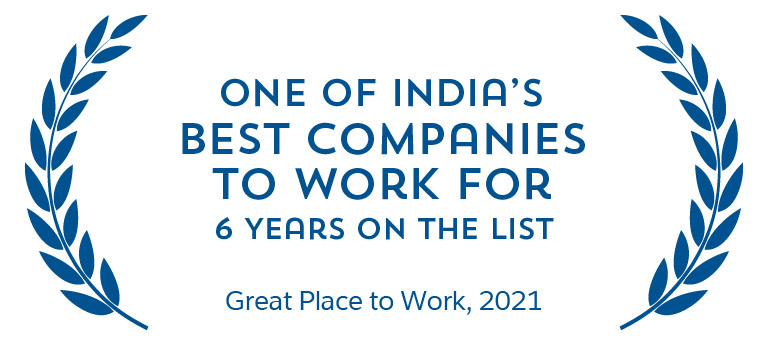 ONE OF INDIA'S
BEST COMPANIES
TO WORK FOR
6 YEARS ON THE LIST
Great Place to Work, 2021